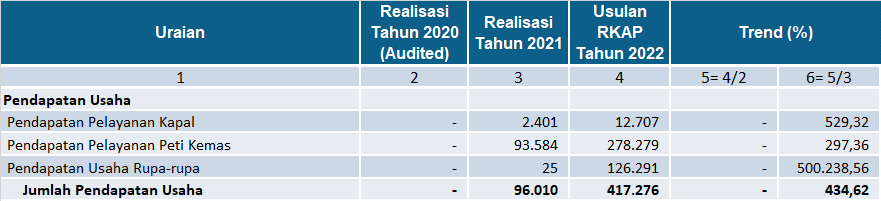 Uraian Realisasi Tahun 2020 (Audited) Realisasi Tahun 2021 Usulan RKAP Tahun 2022 Trend (%)
1 2 3 4 5= 4/2 6= 5/3
Pendapatan Usaha
Pendapatan Pelayanan Kapal - 2.401 12.707 - 529,32
Pendapatan Pelayanan Peti Kemas - 93.584 278.279 - 297,36
Pendapatan Usaha Rupa-rupa - 25 126.291 - 500.238,56
Jumlah Pendapatan Usaha - 96.010 417.276 - 434,62